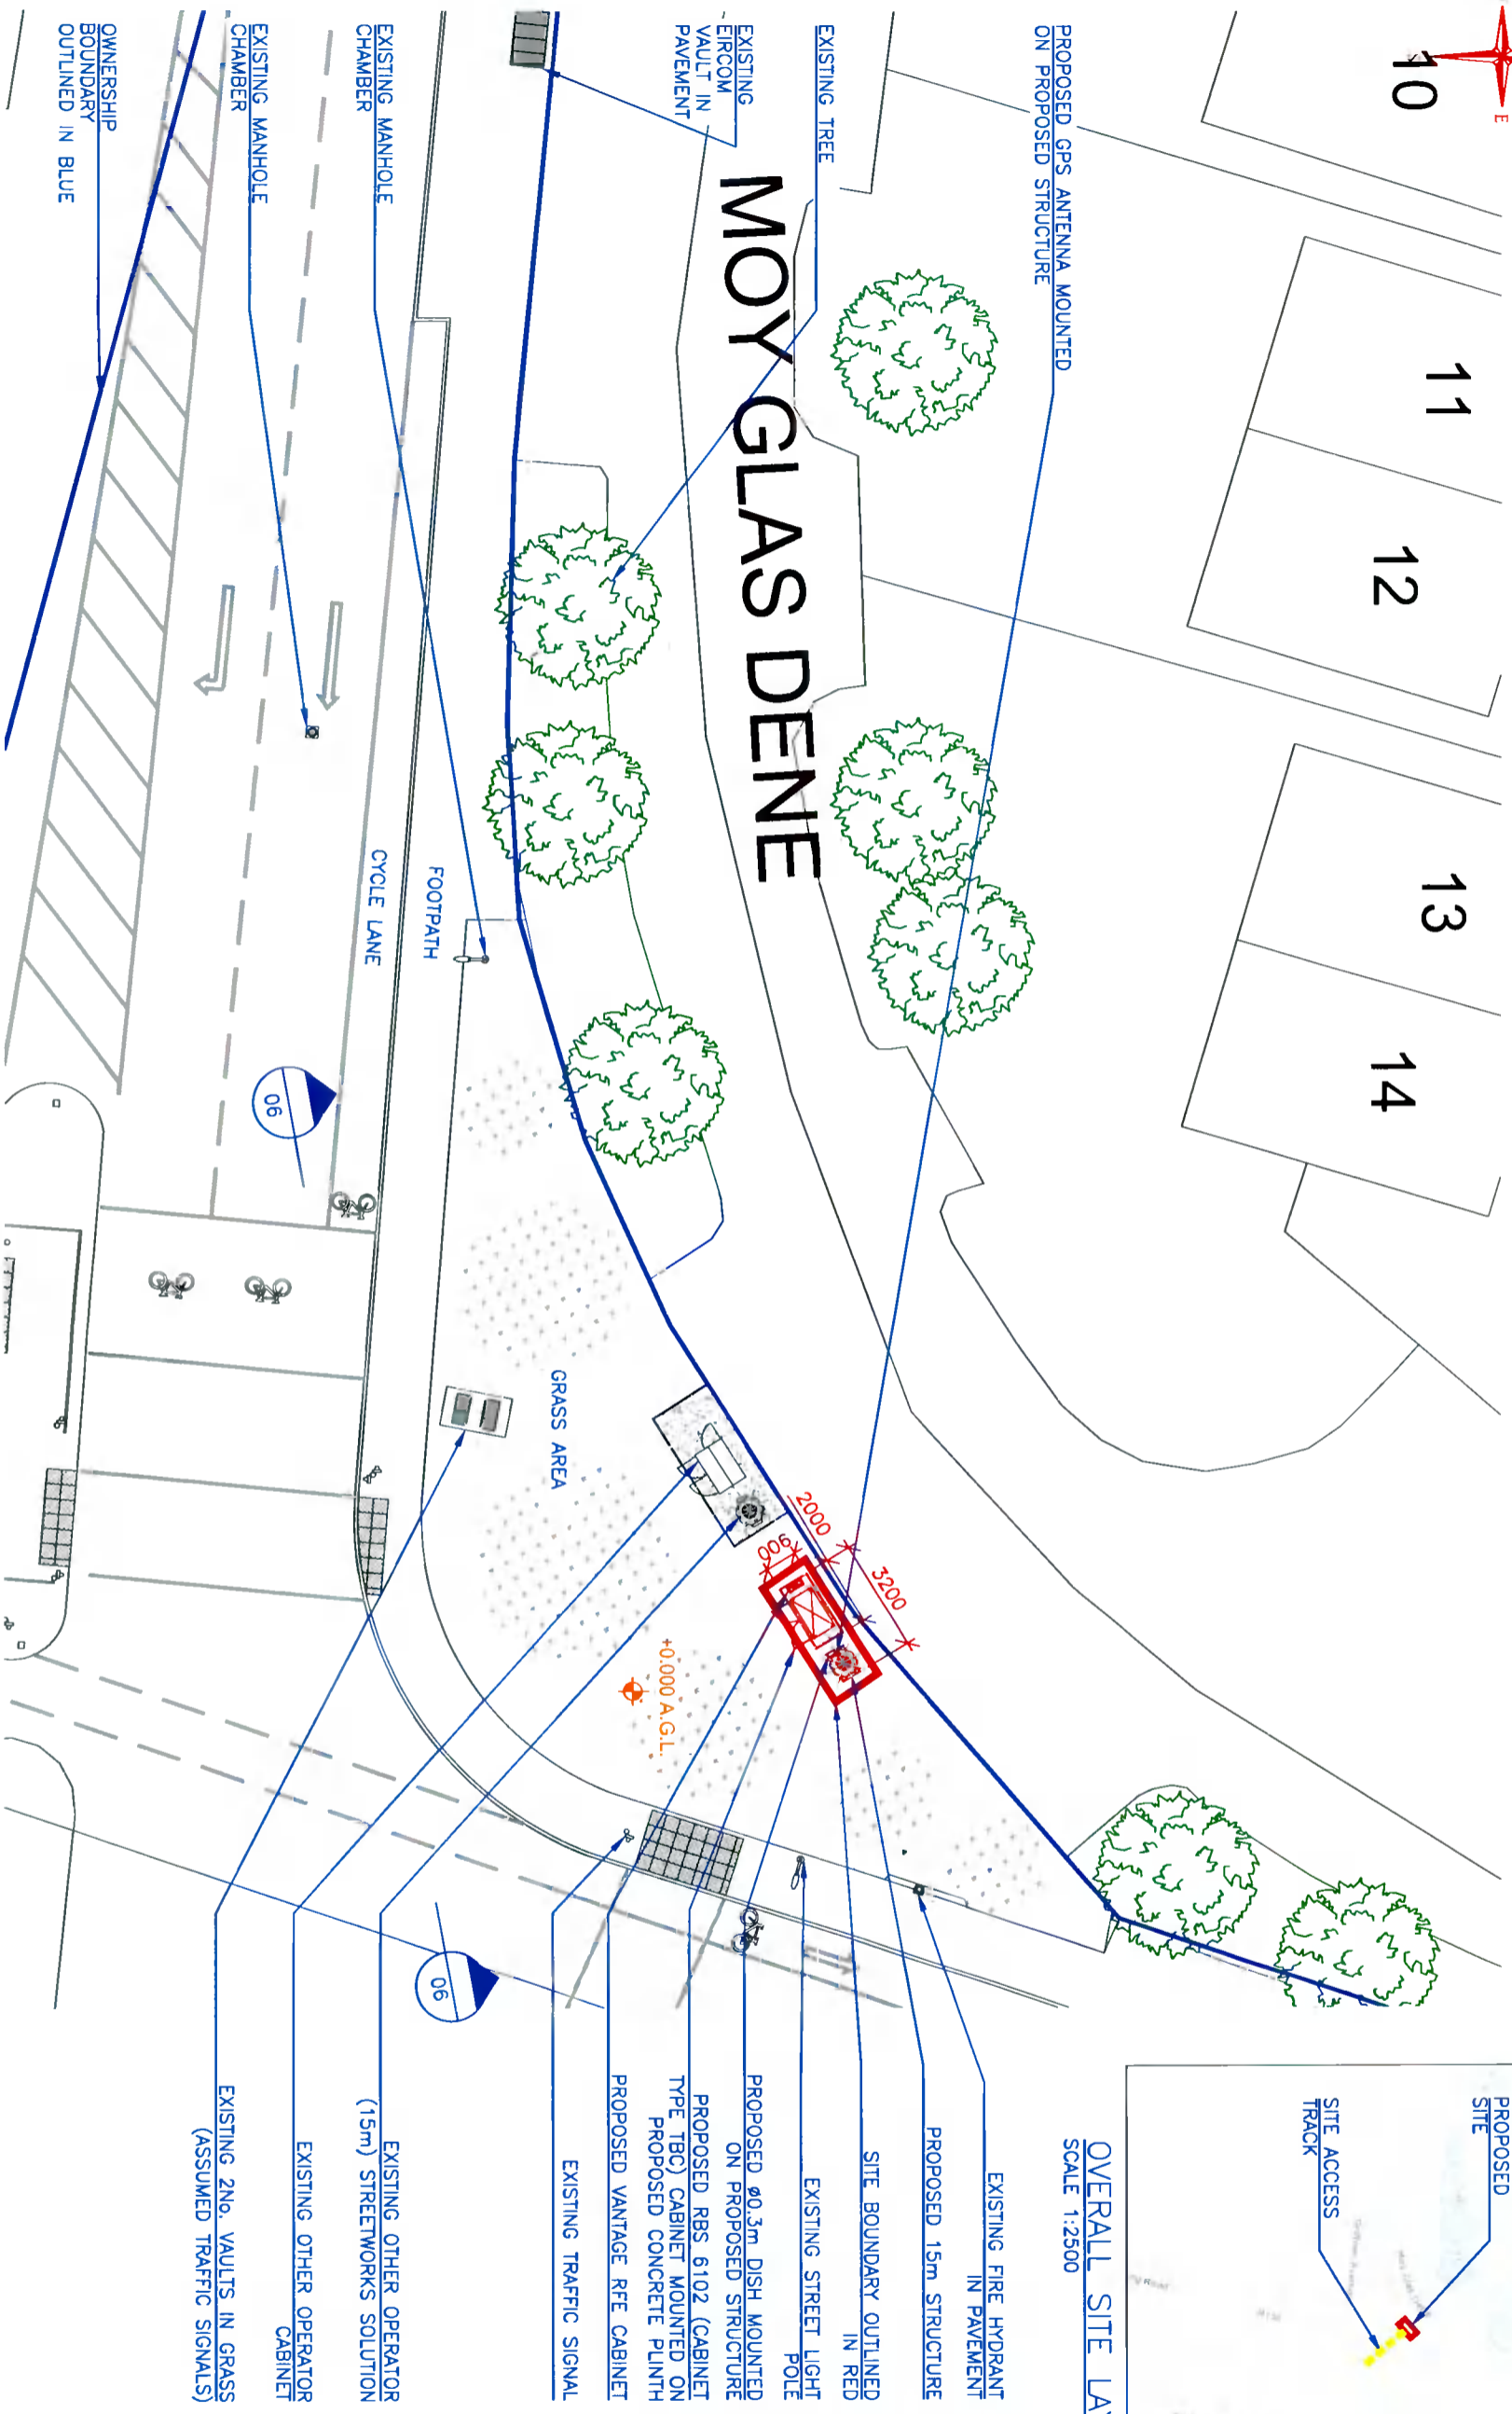 E
10
11
12
13
14
PROPOSED GPS ANTENNA MOUNTED
ON PROPOSED STRUCTURE
EXISTING TREE
EXISTING
EIRCOM
VAULT IN
PAVEMENT
EXISTING MANHOLE
CHAMBER
EXISTING MANHOLE
CHAMBER
OWNERSHIP
BOUNDARY
OUTLINED IN BLUE
MOY GLAS DENE
FOOTPATH
CYCLE LANE
06
GRASS AREA
2000
3200
900
+0.000 A.G.L.
06
PROPOSED
SITE
SITE ACCESS
TRACK
OVERALL SITE LAY
SCALE 1:2500
EXISTING FIRE HYDRANT
IN PAVEMENT
PROPOSED 15m STRUCTURE
SITE BOUNDARY OUTLINED
IN RED
EXISTING STREET LIGHT
POLE
PROPOSED ø0.3m DISH MOUNTED
ON PROPOSED STRUCTURE
PROPOSED RBS 6102 (CABINET
TYPE TBC) CABINET MOUNTED ON
PROPOSED CONCRETE PLINTH
PROPOSED VANTAGE RFE CABINET
EXISTING TRAFFIC SIGNAL
EXISTING OTHER OPERATOR
(15m) STREETWORKS SOLUTION
EXISTING OTHER OPERATOR
CABINET
EXISTING 2No. VAULTS IN GRASS
(ASSUMED TRAFFIC SIGNALS)